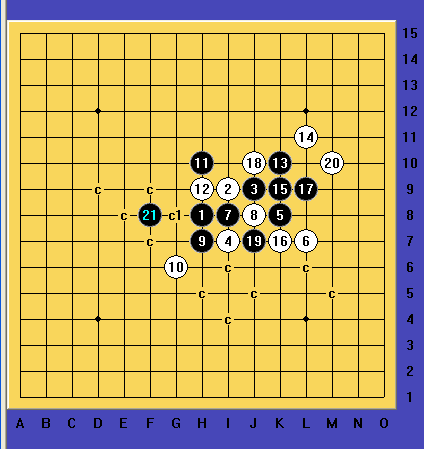 15
14
13
12
14 11
11 18 13 20 10
c c 12 2 3 15 17 9
c 21 c1 1 7 8 5 8
c 9 4 19 16 6 7
10 c c 6
c c c 5
c 4
3
2
1
A B C D E F G H I J K L M N O